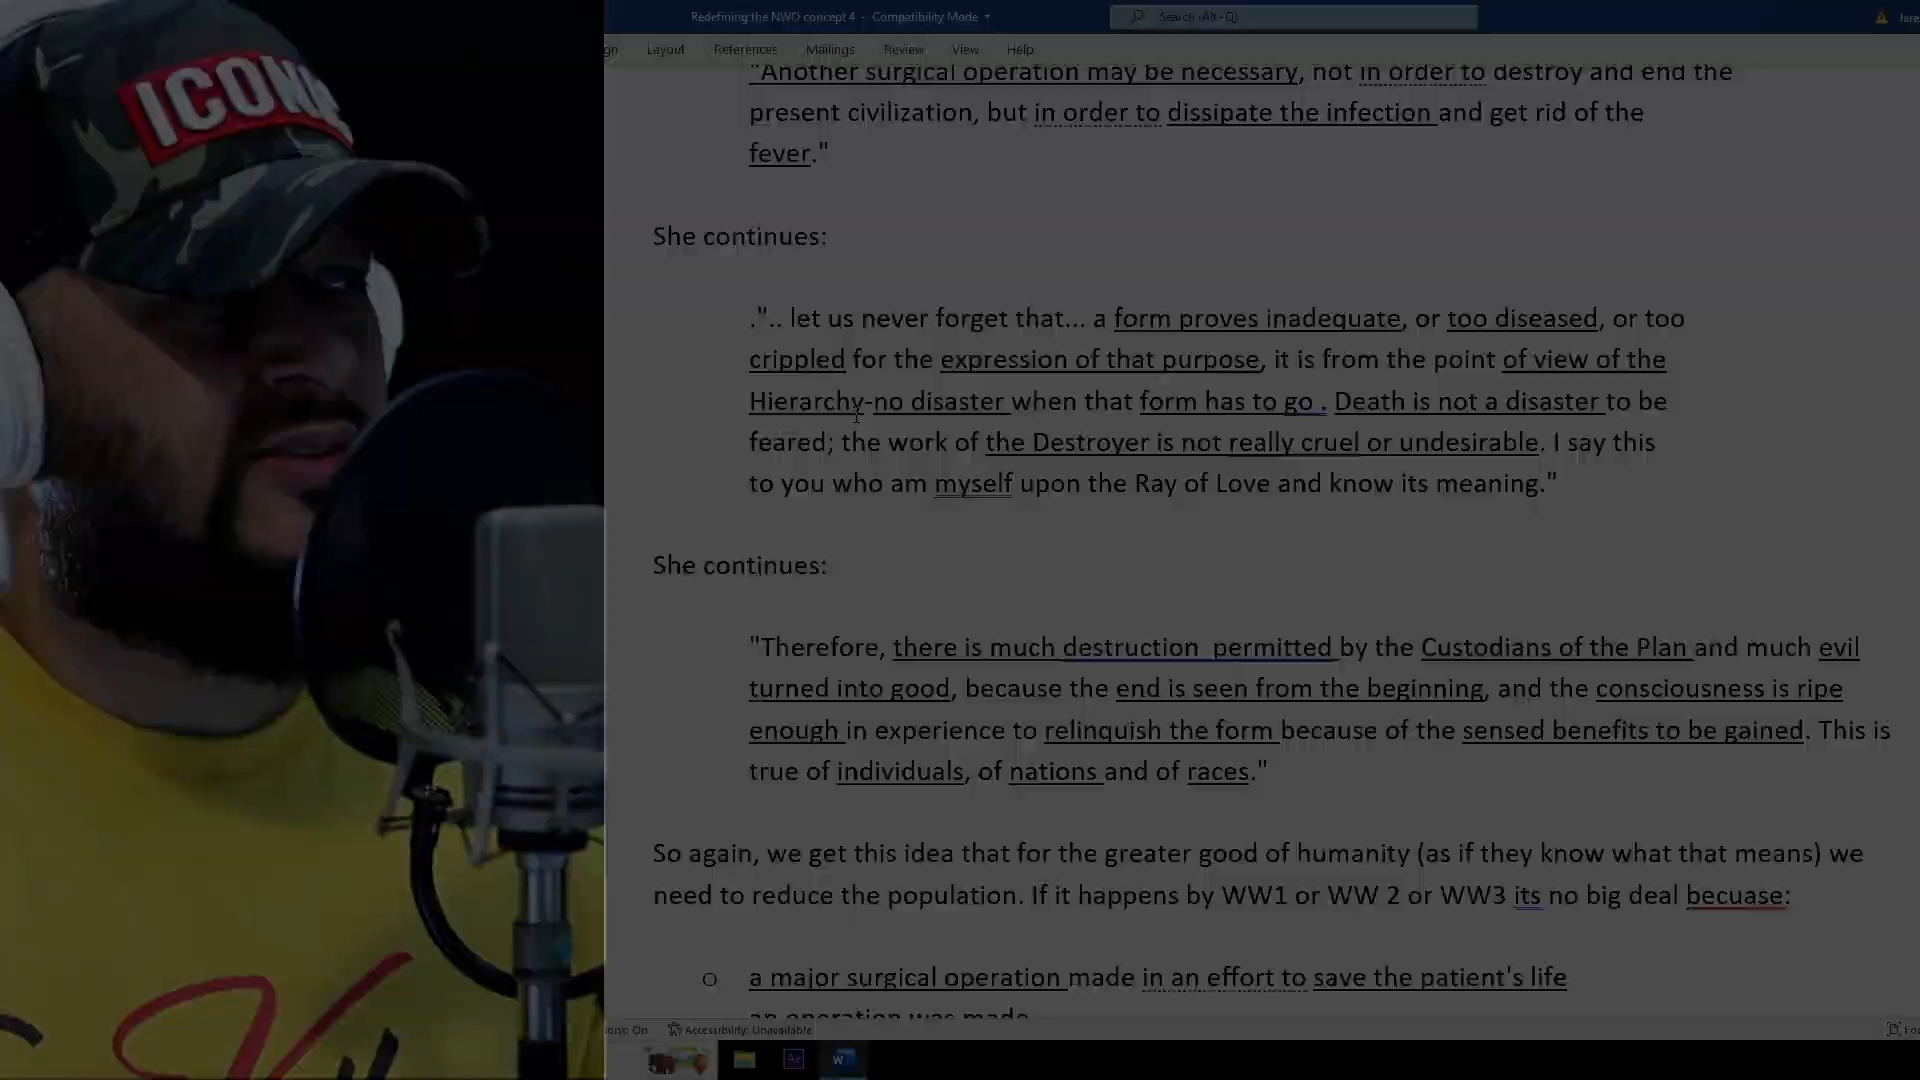 ICON
Redefining the NWO concept 4 - Compatibility Mode
Search (Alt+Q)
Layout References Mailings Review View Help
"Another surgical operation may be necessary, not in order to destroy and end the
present civilization, but in order to dissipate the infection and get rid of the
fever."
She continues:
.".. let us never forget that... a form proves inadequate, or too diseased, or too
crippled for the expression of that purpose, it is from the point of view of the
Hierarchy-no disaster when that form has to go . Death is not a disaster to be
feared; the work of the Destroyer is not really cruel or undesirable. I say this
to you who am myself upon the Ray of Love and know its meaning."
She continues:
"Therefore, there is much destruction permitted by the Custodians of the Plan and much evil
turned into good, because the end is seen from the beginning, and the consciousness is ripe
enough in experience to relinquish the form because of the sensed benefits to be gained. This is
true of individuals, of nations and of races."
So again, we get this idea that for the greater good of humanity (as if they know what that means) we
need to reduce the population. If it happens by WW1 or WW 2 or WW3 its no big deal becuase:
o a major surgical operation made in an effort to save the patient's life
an operation was made
On Accessibility: Unavailable
Ae W